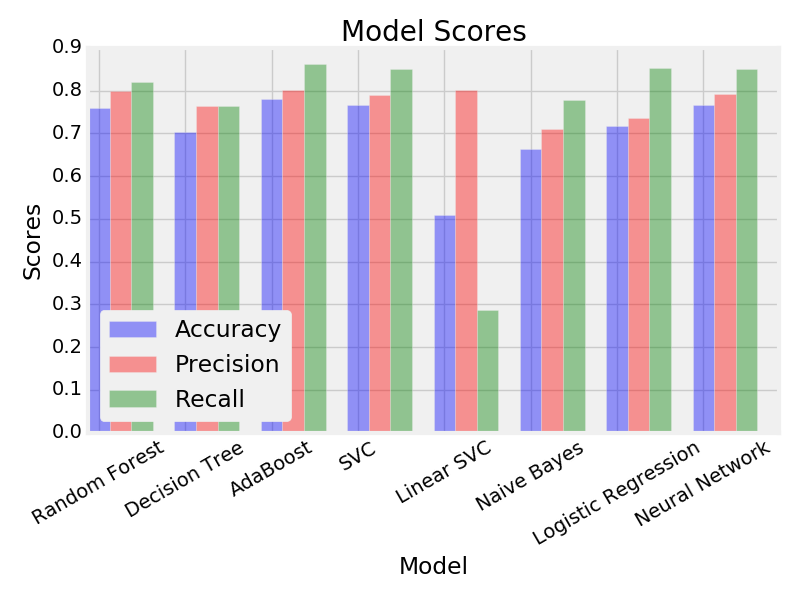 Model Scores
Scores
0.9
0.8
0.7
0.6
0.5
0.4
0.3
0.2
0.1
0.0
Accuracy
Precision
Recall
Random Forest
Decision Tree
AdaBoost
SVC
Linear SVC
Naive Bayes
Logistic Regression
Neural Network
Model